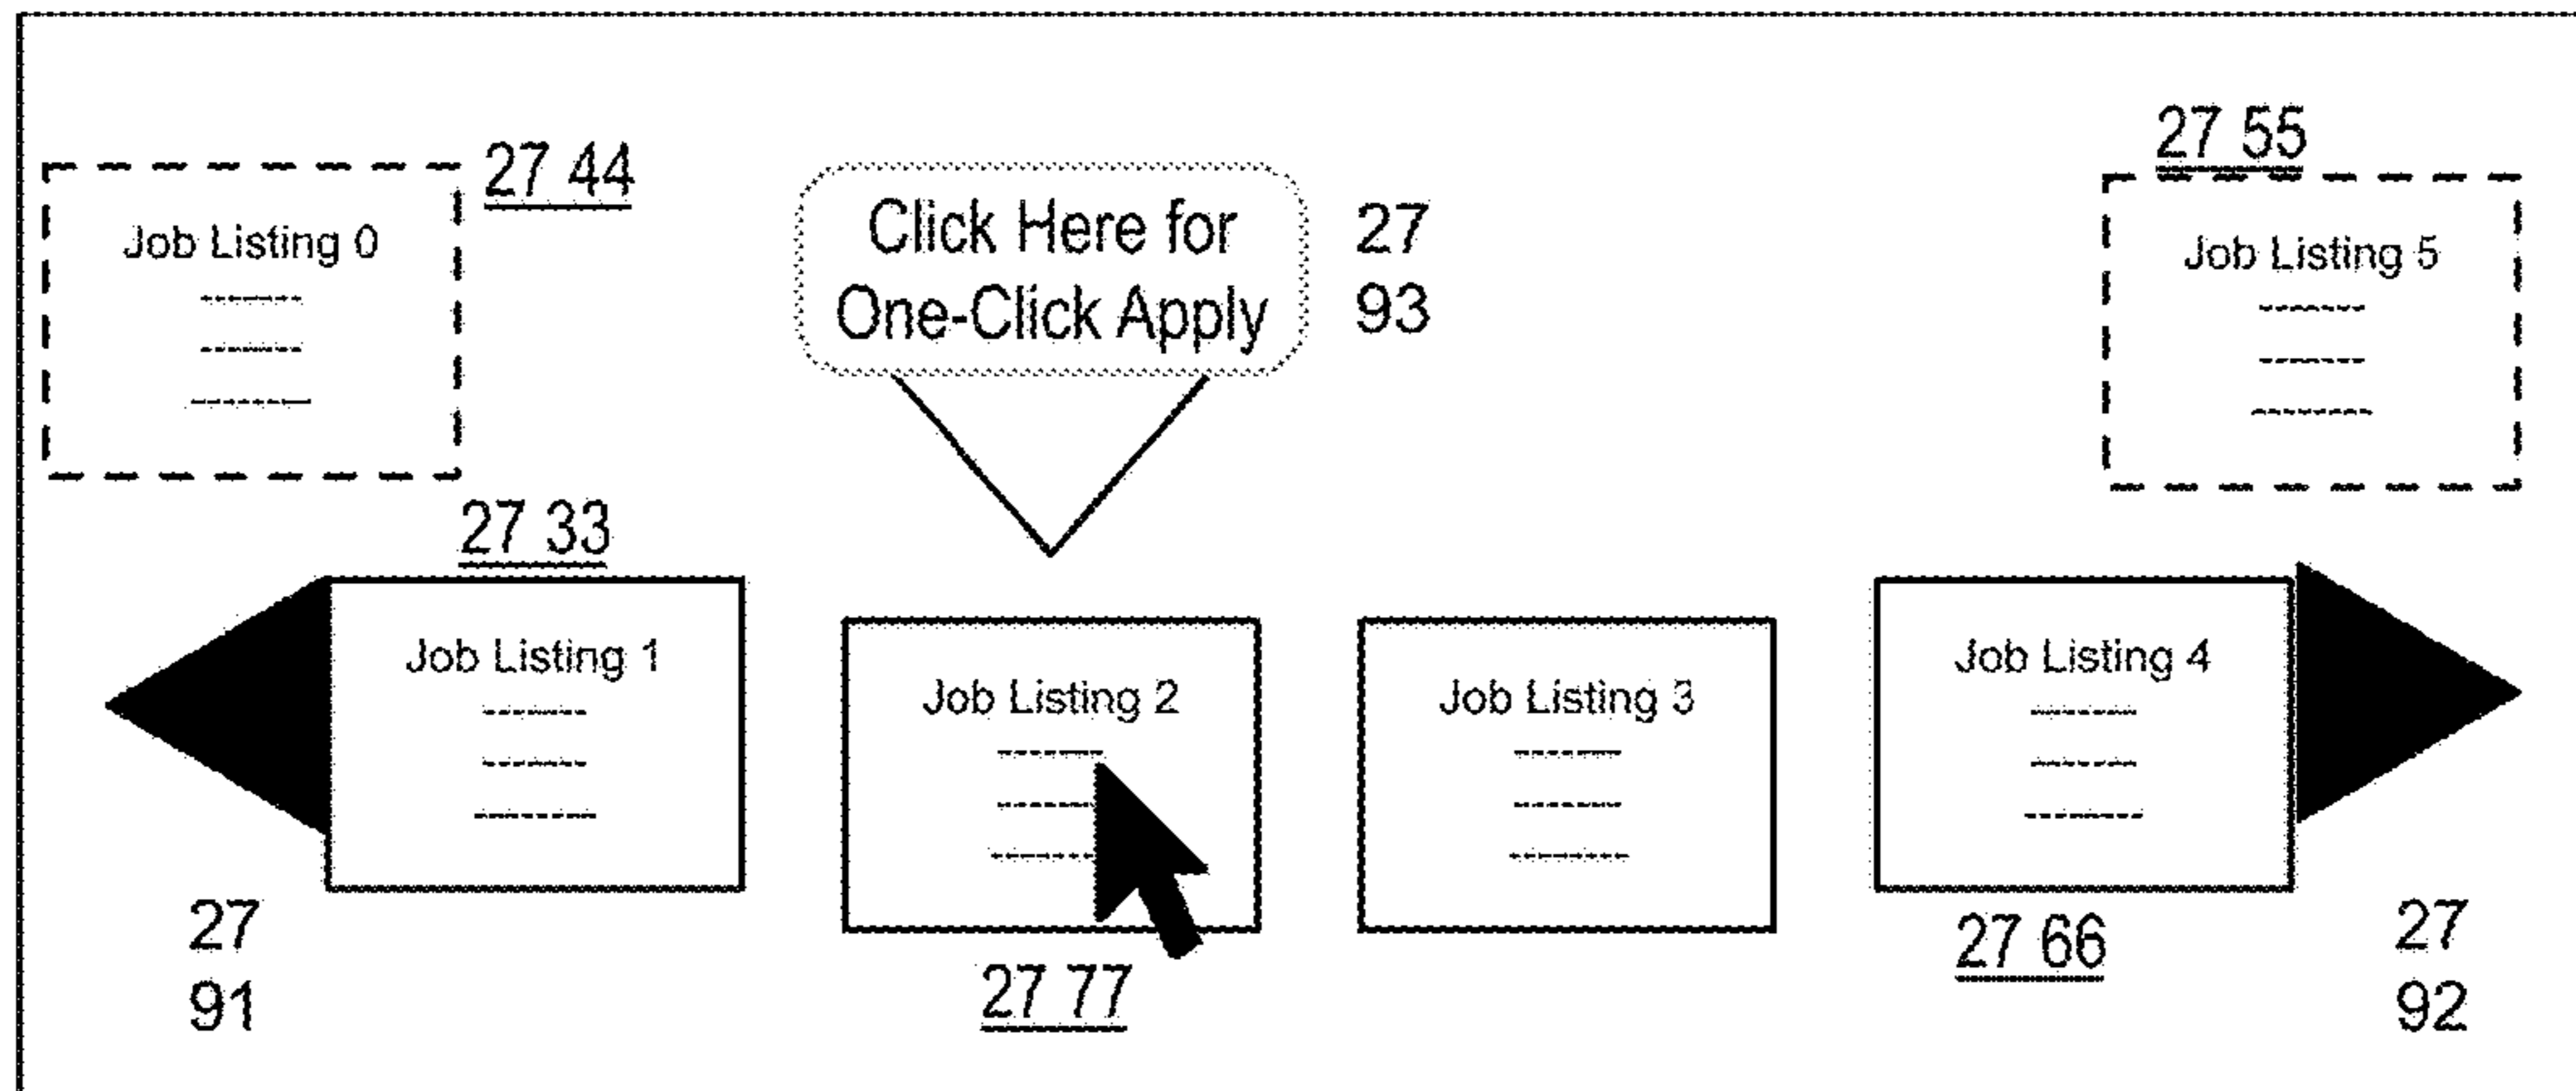 27 55
27 44
Job Listing 0
Click Here for
One-Click Apply
27
93
Job Listing 5
27 33
Job Listing 1
Job Listing 2
Job Listing 3
Job Listing 4
27
91
27 77
27 66
27
92